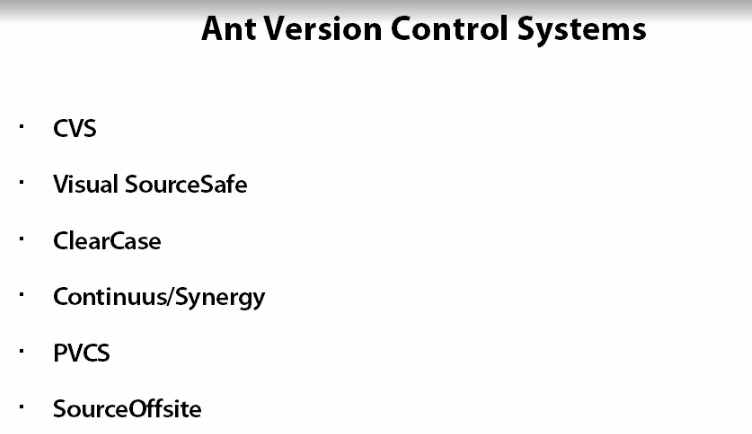 Ant Version Control Systems
· CVS
· Visual SourceSafe
· ClearCase
· Continuus/Synergy
· PVCS
· SourceOffsite